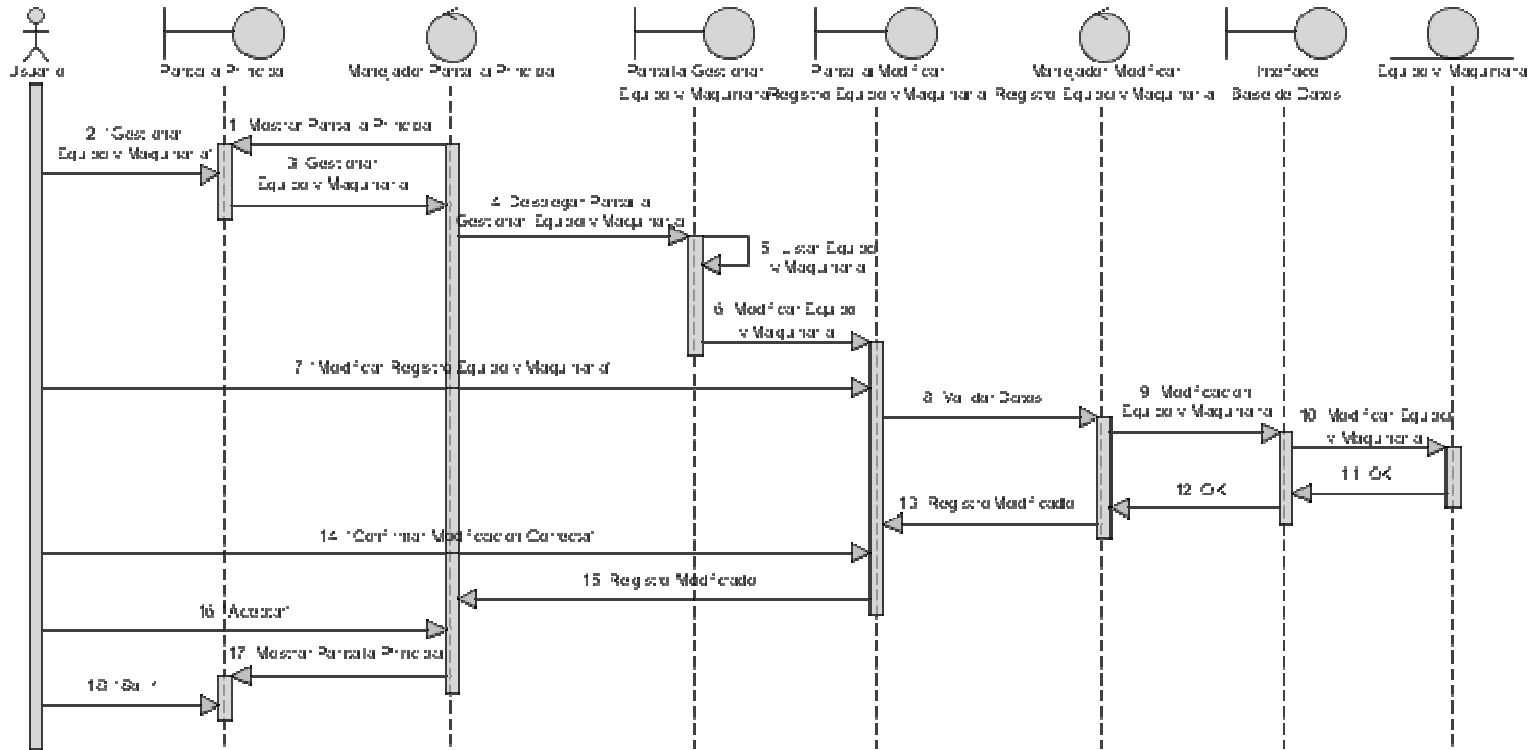 Usuario
Pantalla Principal
Manejador Pantalla Principal
Pantalla Gestionar
Equipo y Maquinaria
Pantalla Modificar
Registro Equipo y Maquinaria
Manejador Modificar
Registro Equipo y Maquinaria
Interface
Base de Datos
Equipo y Maquinaria
1 Mostrar Pantalla Principal
2 "Gestionar
Equipo y Maquinaria"
3 Gestionar
Equipo y Maquinaria
4 Desplegar Pantalla
Gestionar Equipo y Maquinaria
5 Listar Equipo
y Maquinaria
6 Modificar Equipo
y Maquinaria
7 "Modificar Registro Equipo y Maquinaria"
8 Validar Datos
9 Modificacion
Equipo y Maquinaria
10 Modificar Equipo
y Maquinaria
11 OK
12 OK
13 Registro Modificado
14 "Confirmar Modificacion Correcta"
15 Registro Modificado
16 "Aceptar"
17 Mostrar Pantalla Principal
18 "Salir"